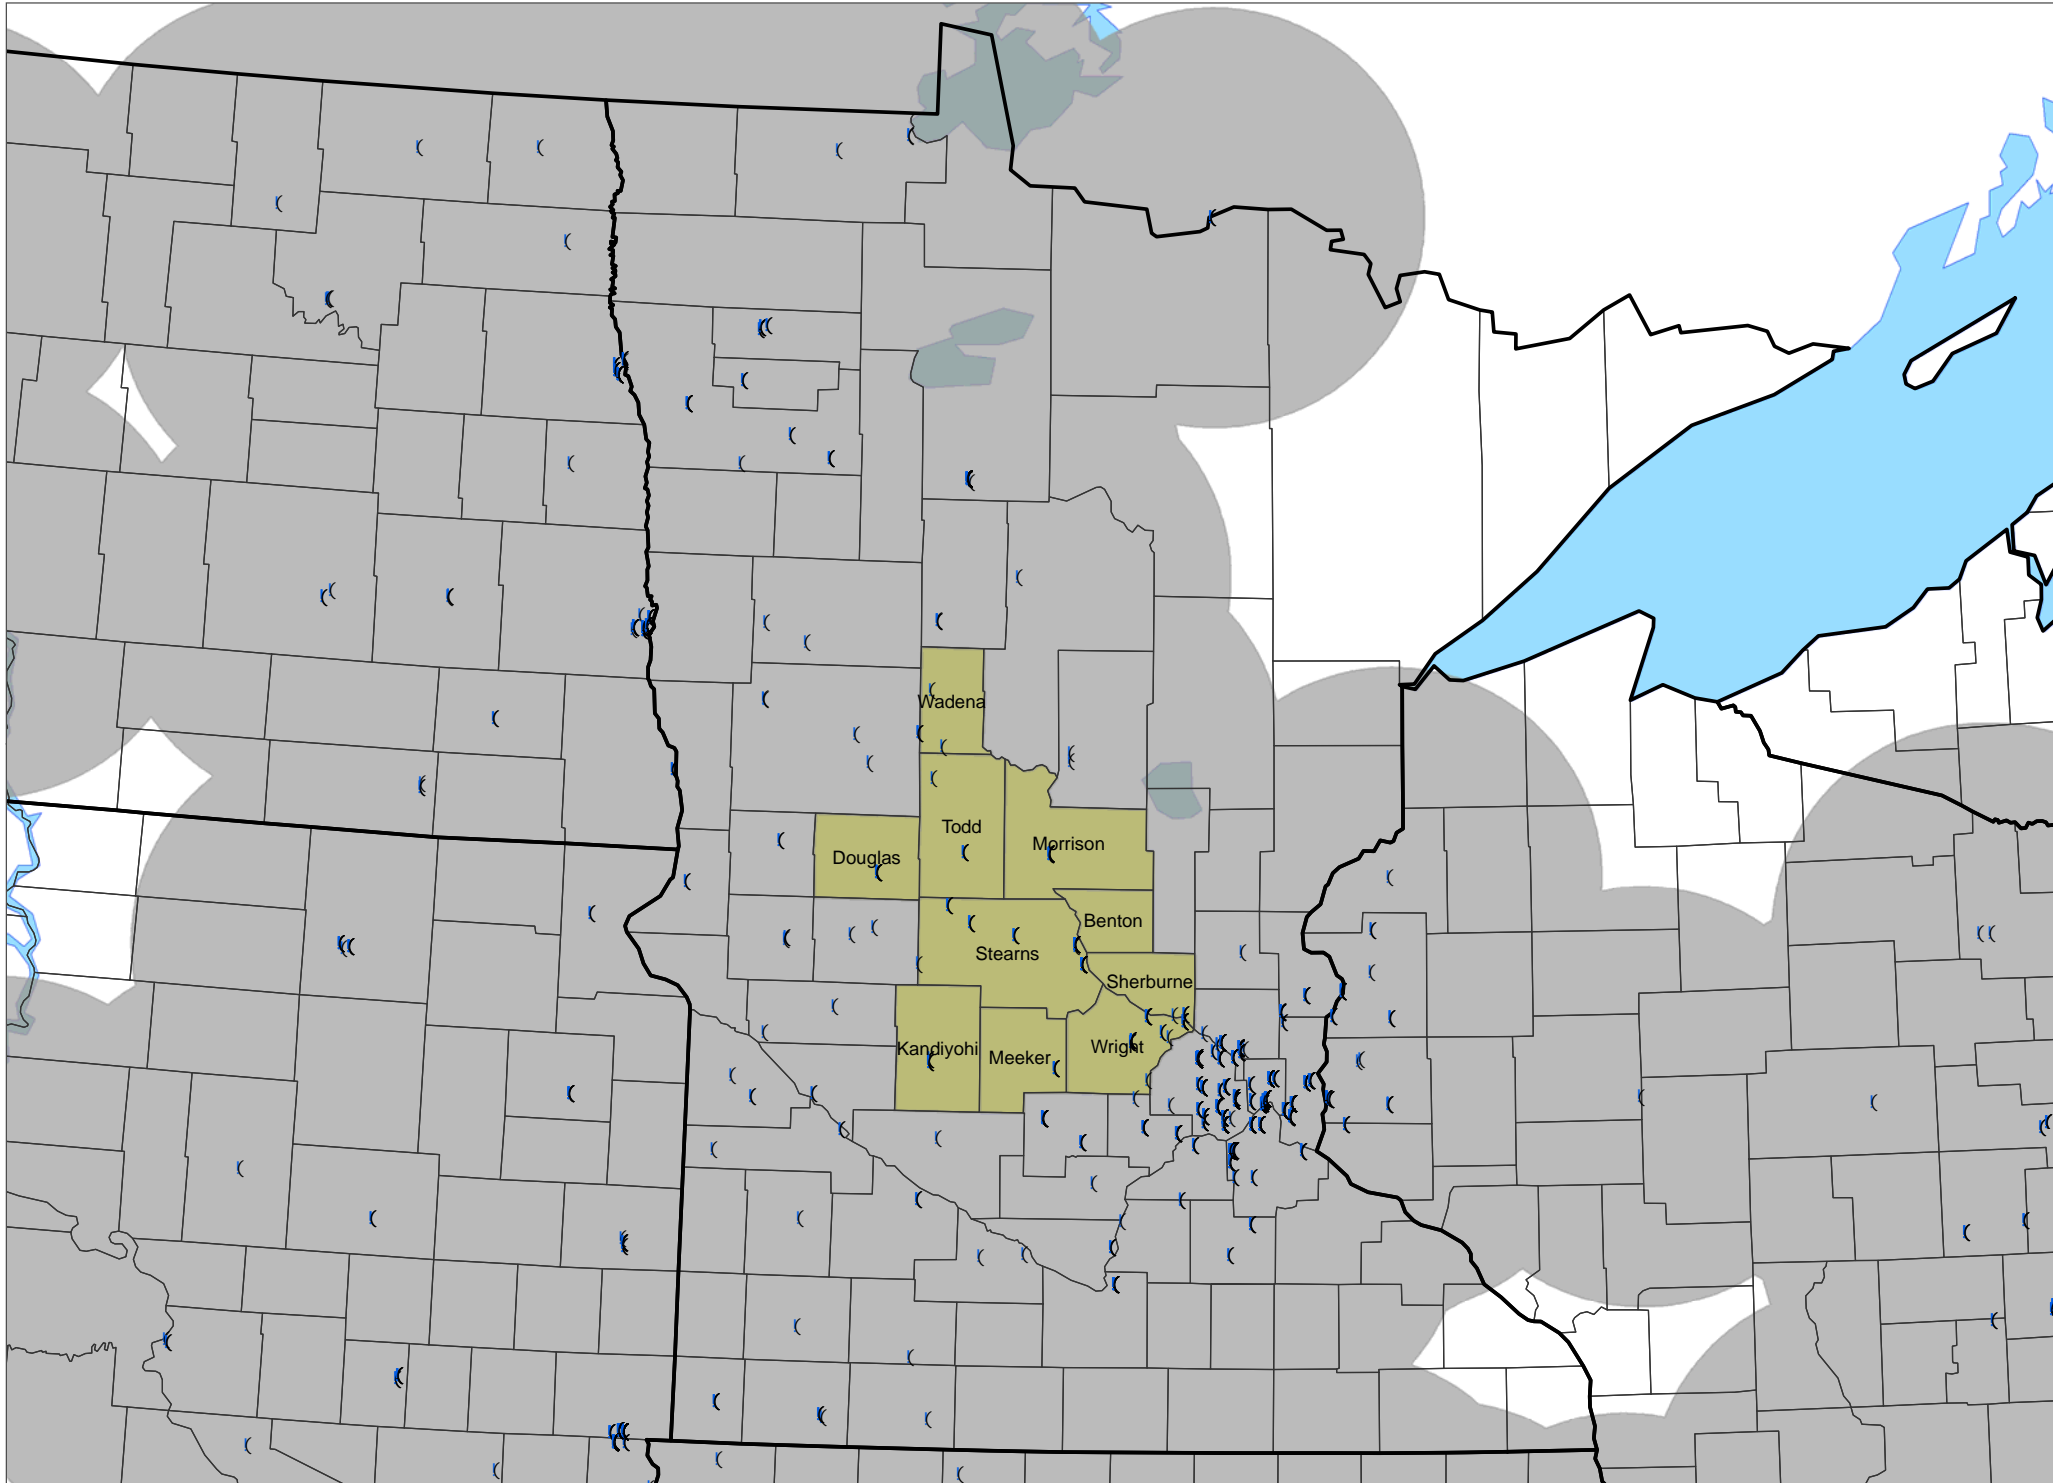 Wadena
Todd
Morrison
Douglas
Benton
Stearns
Sherburne
Kandiyohi
Meeker
Wright